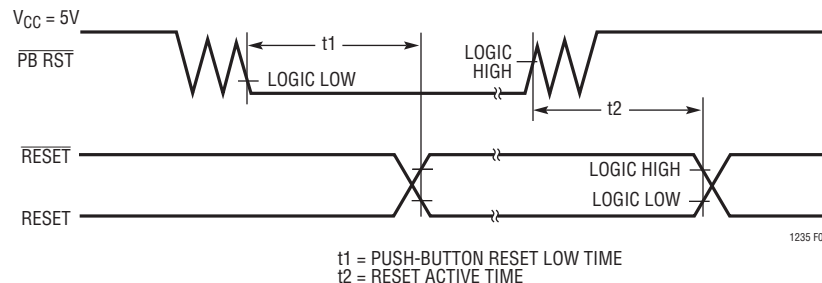 VCC = 5V
PB RST
t1
LOGIC LOW
LOGIC HIGH
t2
RESET
LOGIC HIGH
LOGIC LOW
RESET
1235 F0
t1 = PUSH-BUTTON RESET LOW TIME
t2 = RESET ACTIVE TIME